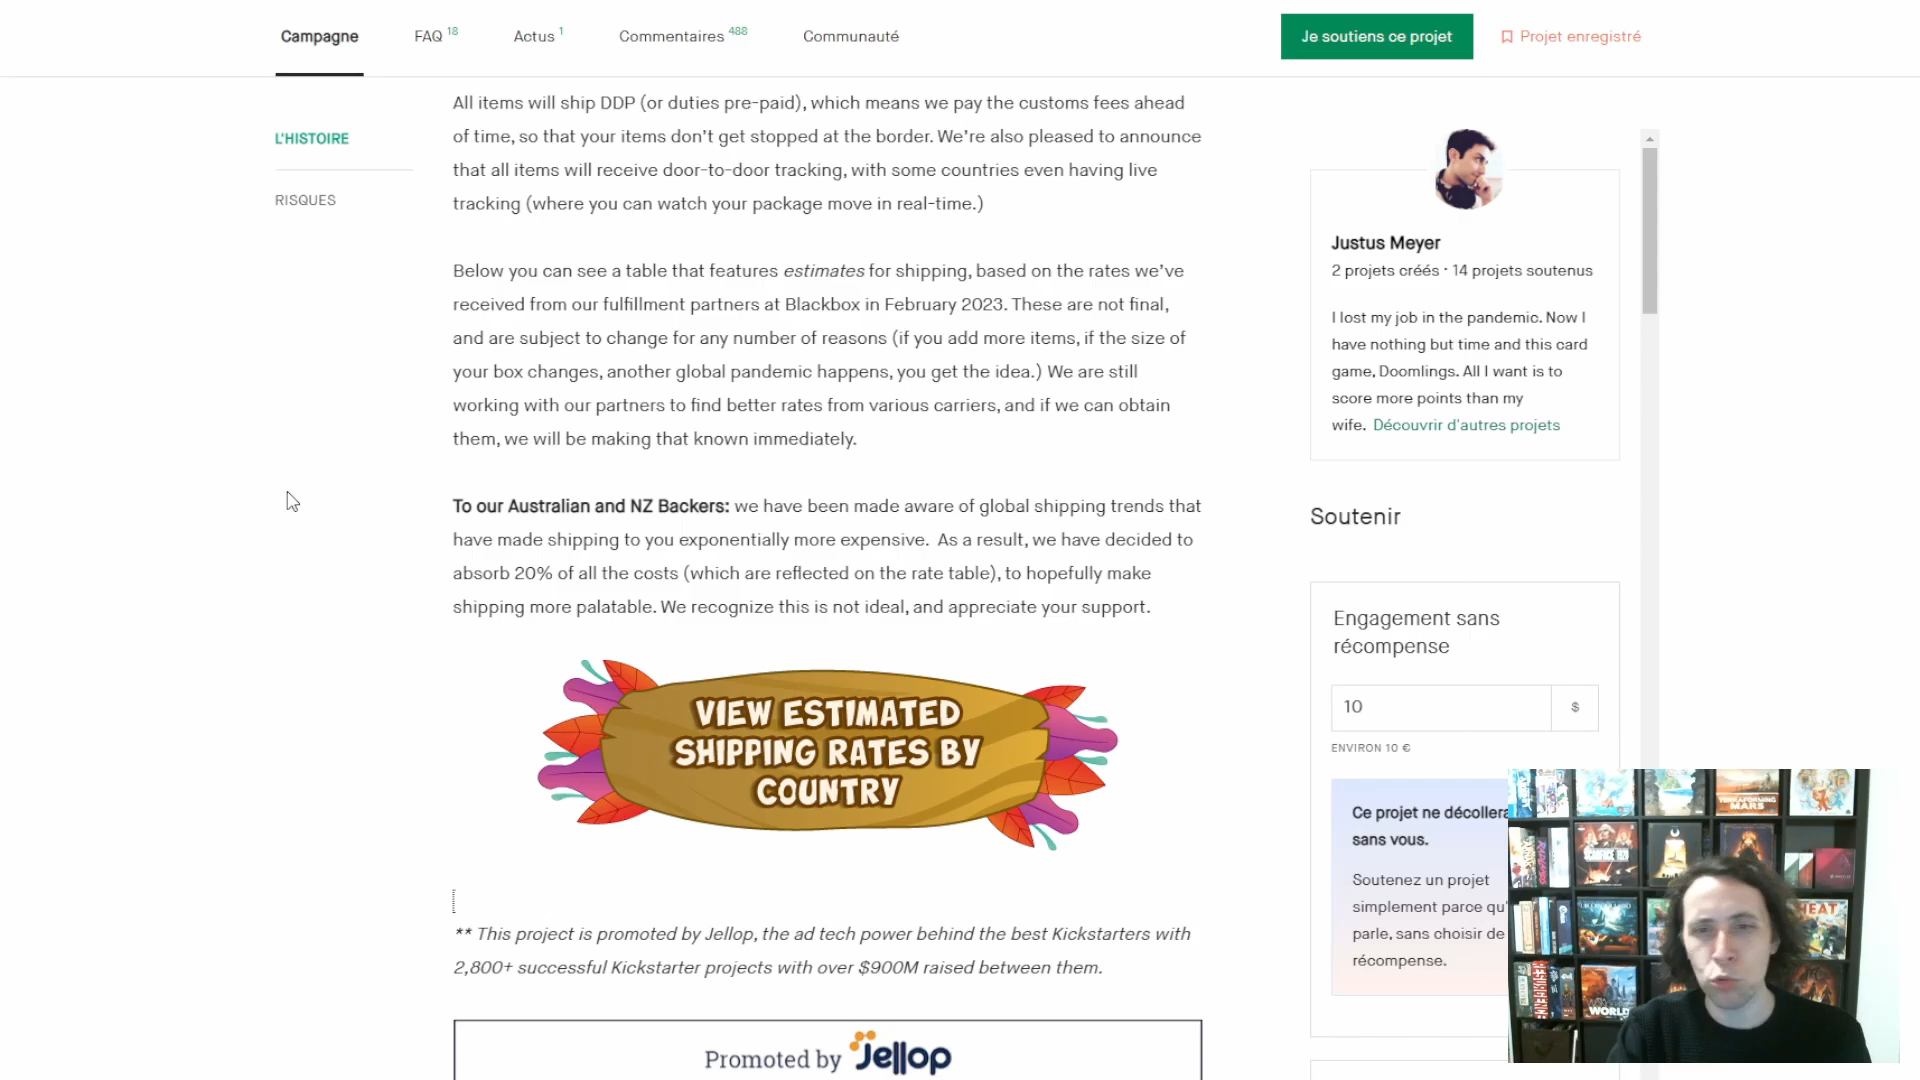 Campagne
FAQ 18
Actus 1
Commentaires 488
Communauté
Je soutiens ce projet
Projet enregistré
L'HISTOIRE
RISQUES
All items will ship DDP (or duties pre-paid), which means we pay the customs fees ahead
of time, so that your items don't get stopped at the border. We're also pleased to announce
that all items will receive door-to-door tracking, with some countries even having live
tracking (where you can watch your package move in real-time.)
Below you can see a table that features estimates for shipping, based on the rates we've
received from our fulfillment partners at Blackbox in February 2023. These are not final,
and are subject to change for any number of reasons (if you add more items, if the size of
your box changes, another global pandemic happens, you get the idea.) We are still
working with our partners to find better rates from various carriers, and if we can obtain
them, we will be making that known immediately.
To our Australian and NZ Backers: we have been made aware of global shipping trends that
have made shipping to you exponentially more expensive. As a result, we have decided to
absorb 20% of all the costs (which are reflected on the rate table), to hopefully make
shipping more palatable. We recognize this is not ideal, and appreciate your support.
VIEW ESTIMATED
SHIPPING RATES BY
COUNTRY
** This project is promoted by Jellop, the ad tech power behind the best Kickstarters with
2,800+ successful Kickstarter projects with over $900M raised between them.
Promoted by Jellop
Justus Meyer
2 projets créés · 14 projets soutenus
I lost my job in the pandemic. Now I
have nothing but time and this card
game, Doomlings. All I want is to
score more points than my
wife. Découvrir d'autres projets
Soutenir
Engagement sans
récompense
10 $
ENVIRON 10 €
Ce projet ne décollera
sans vous.
Soutenez un projet
simplement parce qu'
parle, sans choisir de
récompense.
TERRAFORMING
MARS
SCARFACE 1920
HEAT
RESURGENCE
WORLD